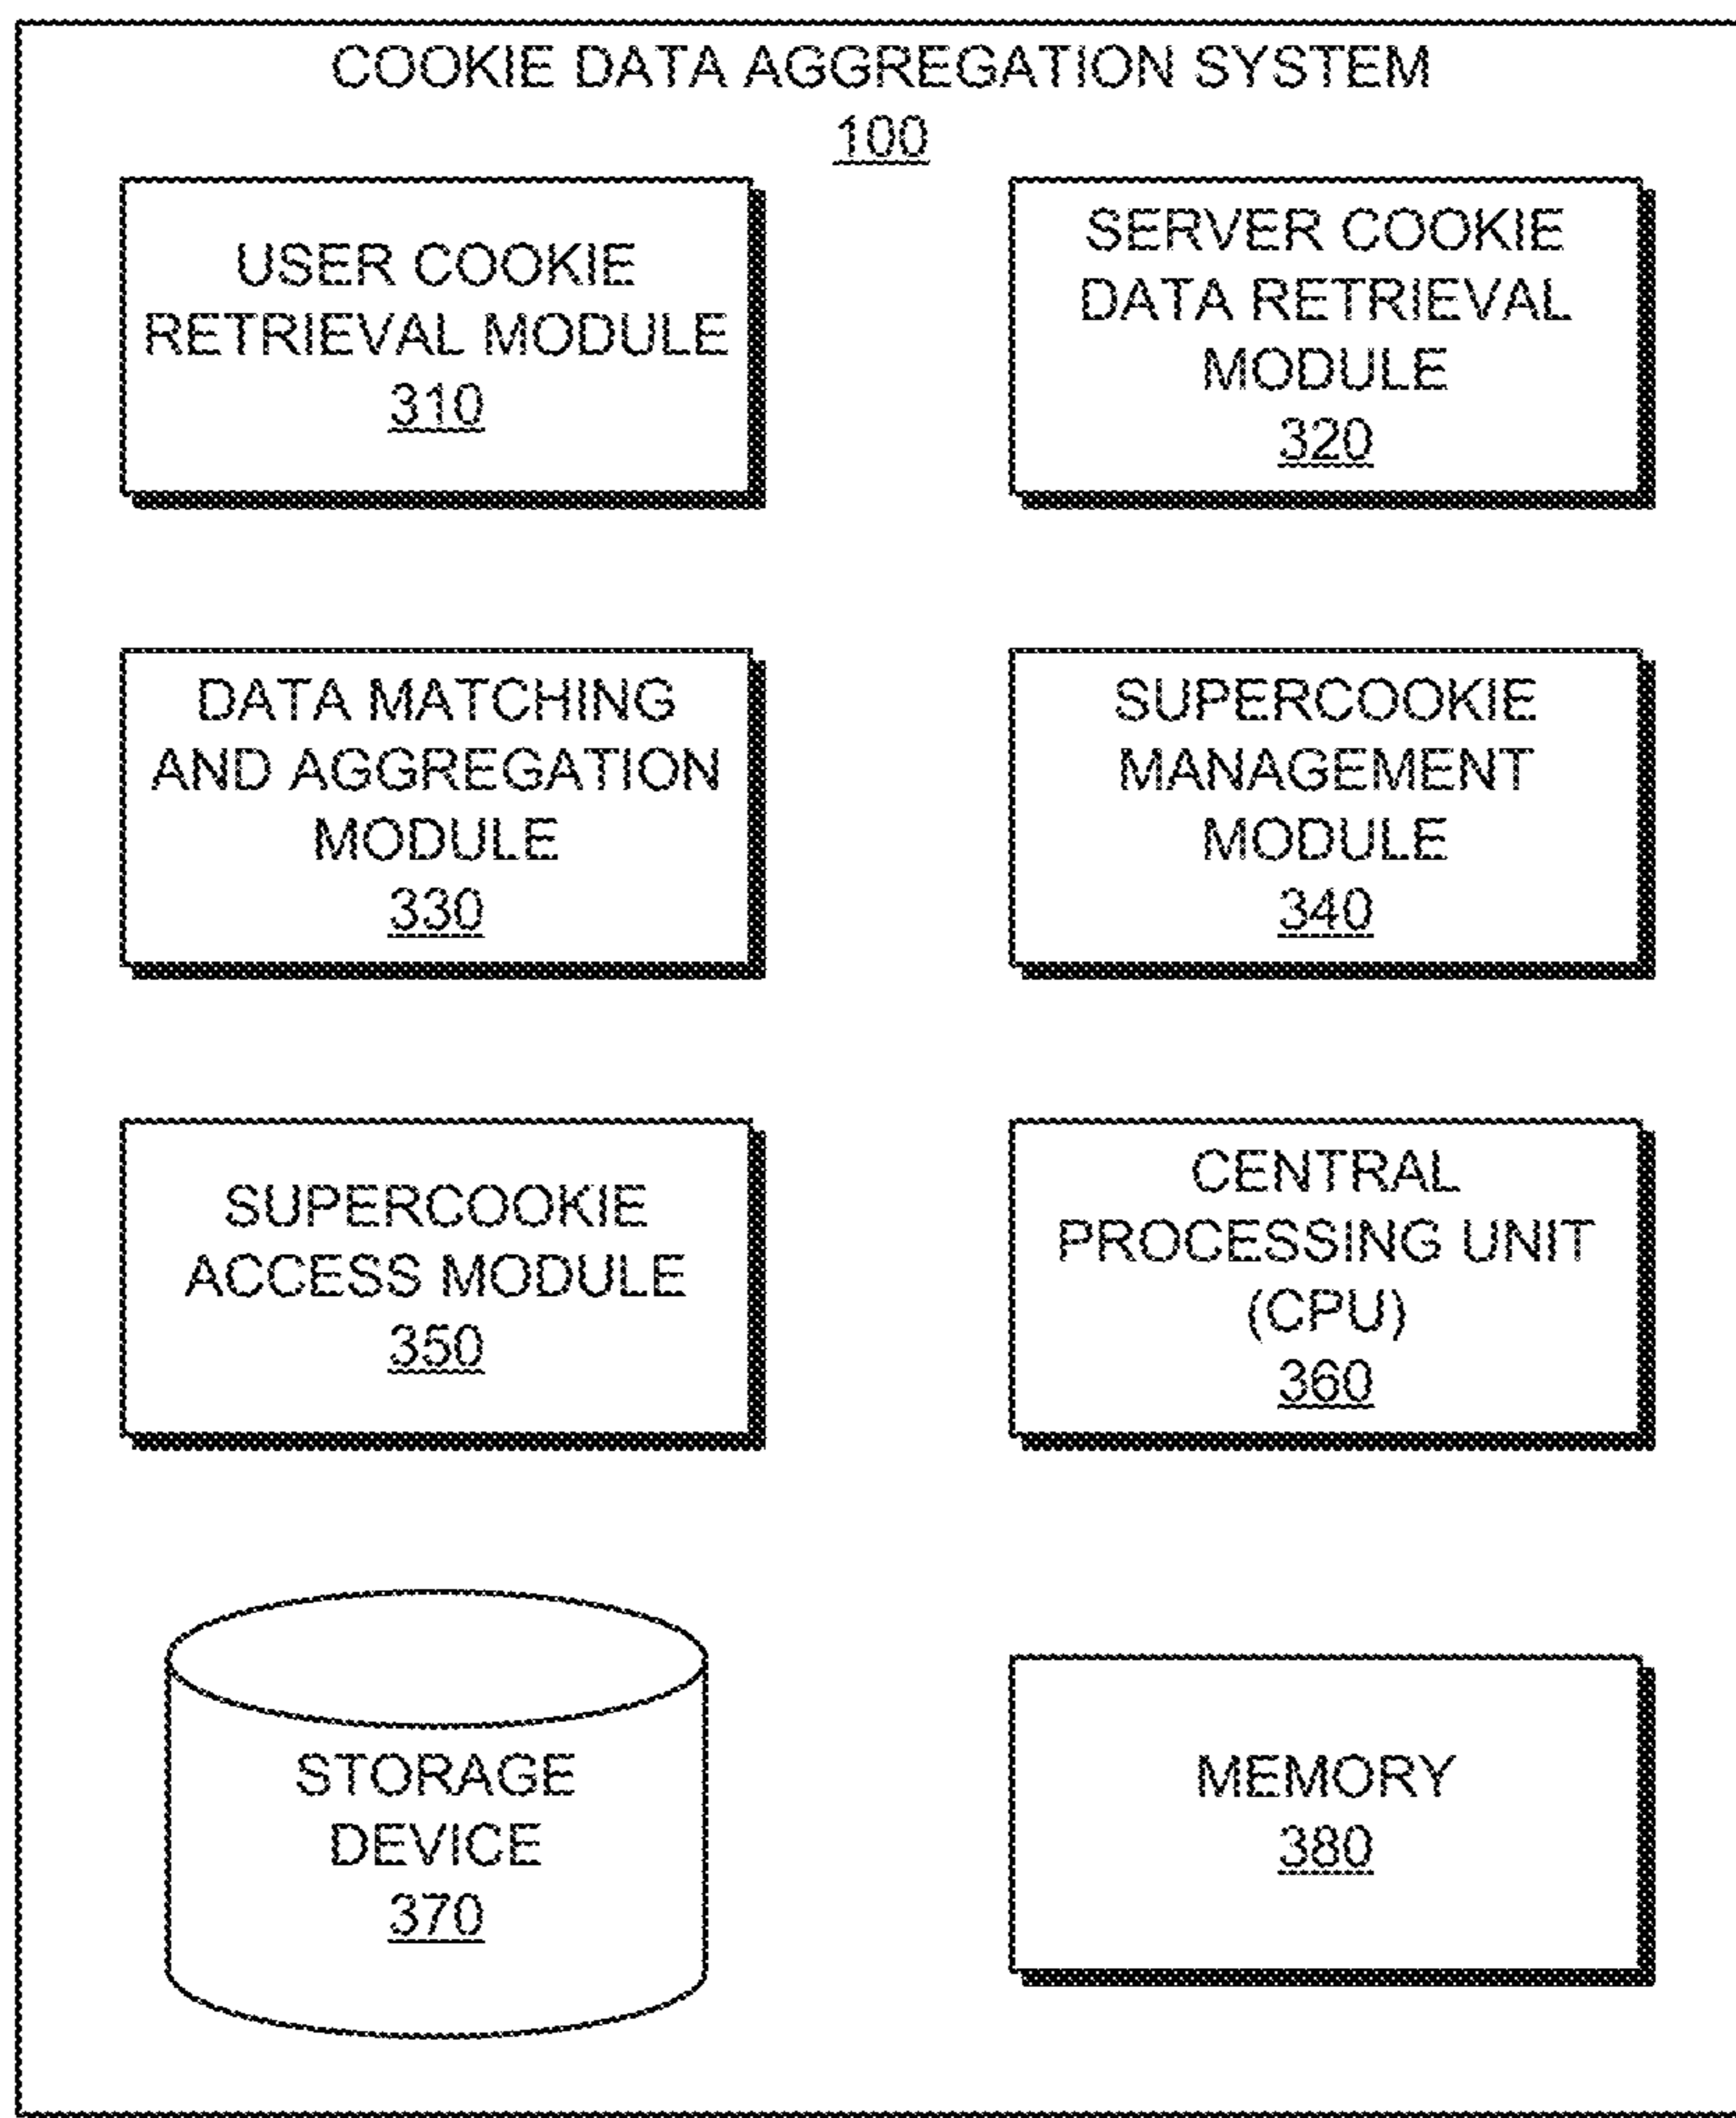 COOKIE DATA AGGREGATION SYSTEM
100
USER COOKIE
RETRIEVAL MODULE
310
SERVER COOKIE
DATA RETRIEVAL
MODULE
320
DATA MATCHING
AND AGGREGATION
MODULE
330
SUPERCOOKIE
MANAGEMENT
MODULE
340
SUPERCOOKIE
ACCESS MODULE
350
CENTRAL
PROCESSING UNIT
(CPU)
360
STORAGE
DEVICE
370
MEMORY
380